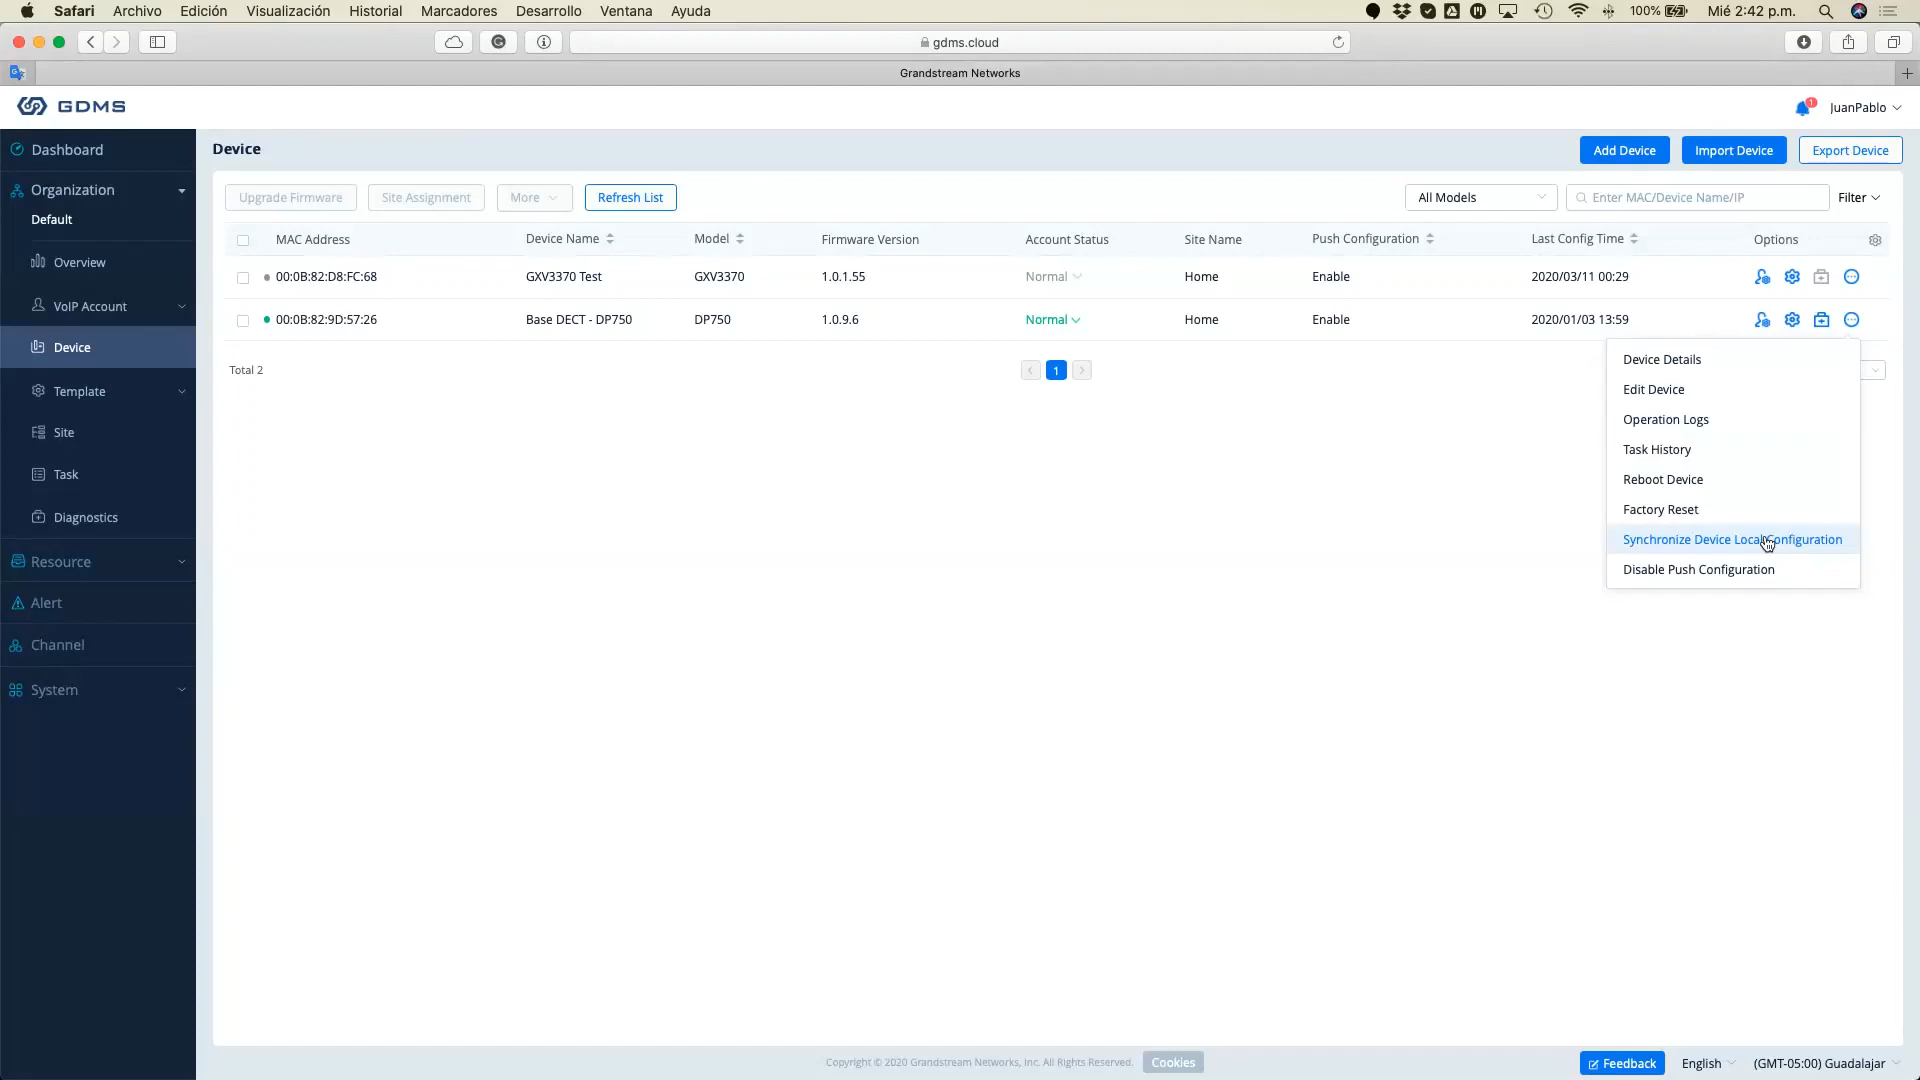 Safari Archivo Edición Visualización Historial Marcadores Desarrollo Ventana Ayuda 100% Mié 2:42 p.m.
gdms.cloud
Grandstream Networks
GDMS
1
JuanPablo
Dashboard
Organization
Default
Overview
VoIP Account
Device
Template
Site
Task
Diagnostics
Resource
Alert
Channel
System
Device
Add Device Import Device Export Device
Upgrade Firmware Site Assignment More Refresh List All Models Enter MAC/Device Name/IP Filter
MAC Address Device Name Model Firmware Version Account Status Site Name Push Configuration Last Config Time Options
00:0B:82:D8:FC:68 GXV3370 Test GXV3370 1.0.1.55 Normal Home Enable 2020/03/11 00:29
00:0B:82:9D:57:26 Base DECT - DP750 DP750 1.0.9.6 Normal Home Enable 2020/01/03 13:59
Total 2
1
Device Details
Edit Device
Operation Logs
Task History
Reboot Device
Factory Reset
Synchronize Device Local Configuration
Disable Push Configuration
Copyright © 2020 Grandstream Networks, Inc. All Rights Reserved. Cookies
Feedback English (GMT-05:00) Guadalajar